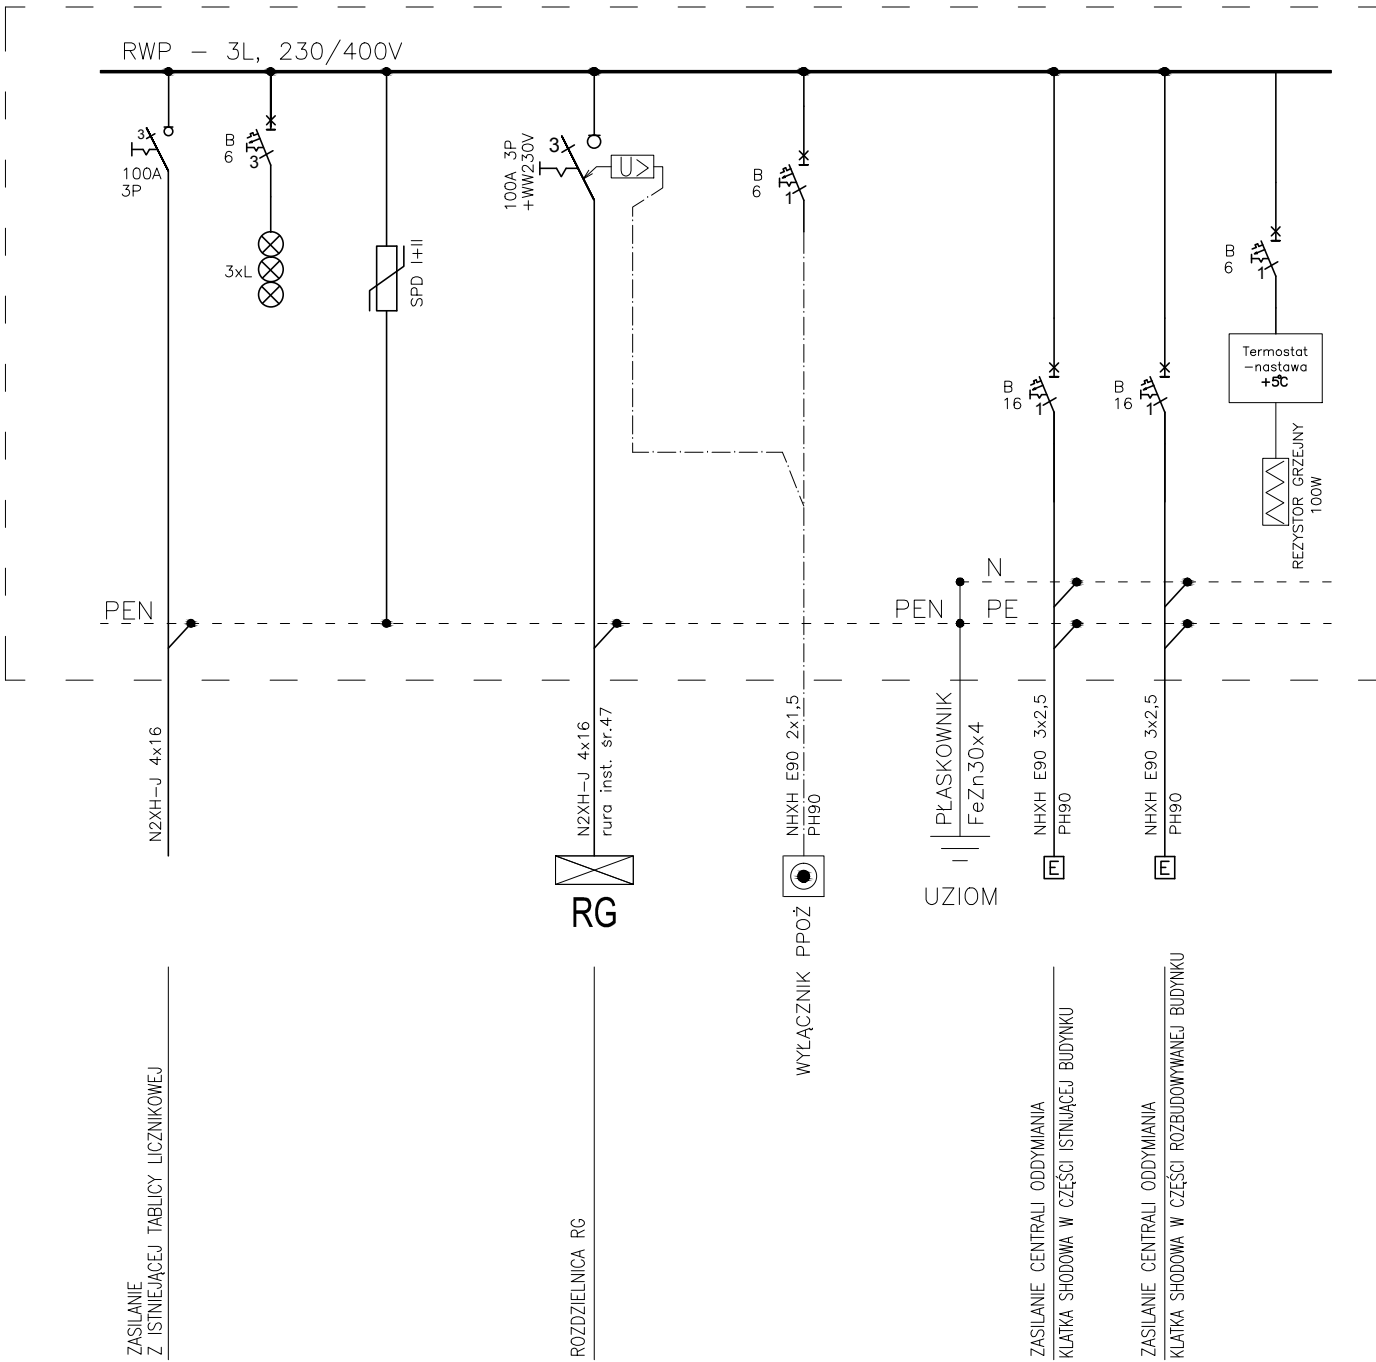 RWP - 3L, 230/400V
3
100A
3P
B
6
3
3xL
SPD I+II
100A 3P
+WW230V
3
U>
B
6
1
B
16
1
B
16
1
B
6
1
Termostat
-nastawa
+5°C
REZYSTOR GRZEJNY
100W
PEN
PEN
N
PE
N2XH-J 4x16
N2XH-J 4x16
rura inst. śr.47
NHXH E90 2x1,5
PH90
PŁASKOWNIK
FeZn30x4
NHXH E90 3x2,5
PH90
NHXH E90 3x2,5
PH90
RG
UZIOM
E
E
WYŁĄCZNIK PPOŻ
ZASILANIE
Z ISTNIEJĄCEJ TABLICY LICZNIKOWEJ
ROZDZIELNICA RG
ZASILANIE CENTRALI ODDYMIANIA
KLATKA SHODOWA W CZĘŚCI ISTNIJĄCEJ BUDYNKU
ZASILANIE CENTRALI ODDYMIANIA
KLATKA SHODOWA W CZĘŚCI ROZBUDOWYWANEJ BUDYNKU